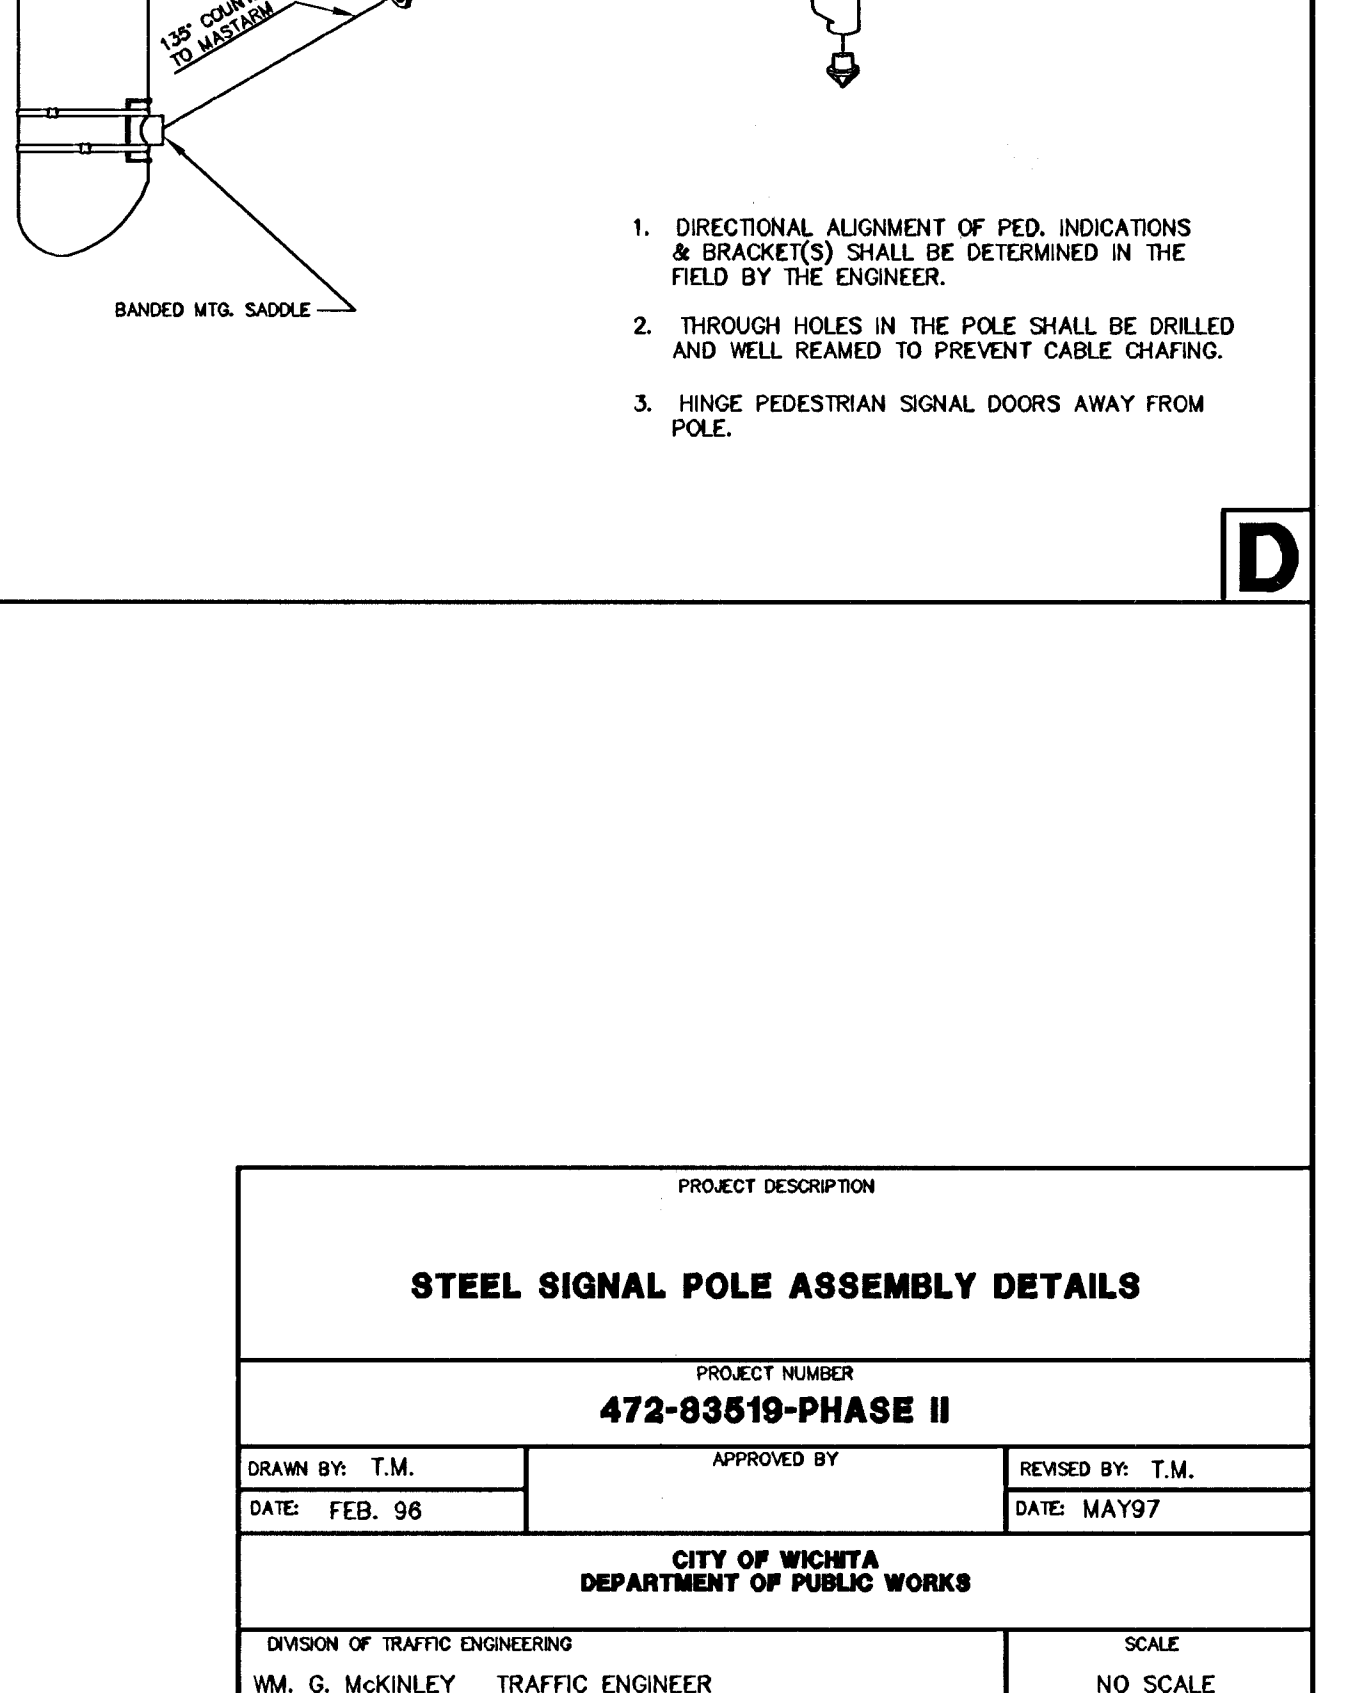 135° 
TO MASTARM
BANDED MTG. SADDLE
1. DIRECTIONAL ALIGNMENT OF PED. INDICATIONS
& BRACKET(S) SHALL BE DETERMINED IN THE
FIELD BY THE ENGINEER.
2. THROUGH HOLES IN THE POLE SHALL BE DRILLED
AND WELL REAMED TO PREVENT CABLE CHAFING.
3. HINGE PEDESTRIAN SIGNAL DOORS AWAY FROM
POLE.
D
PROJECT DESCRIPTION
STEEL SIGNAL POLE ASSEMBLY DETAILS
PROJECT NUMBER
472-83519-PHASE II
DRAWN BY: T.M.
APPROVED BY
REVISED BY: T.M.
DATE: FEB. 96
DATE: MAY97
CITY OF WICHITA
DEPARTMENT OF PUBLIC WORKS
DIVISION OF TRAFFIC ENGINEERING
SCALE
WM. G. McKINLEY TRAFFIC ENGINEER
NO SCALE